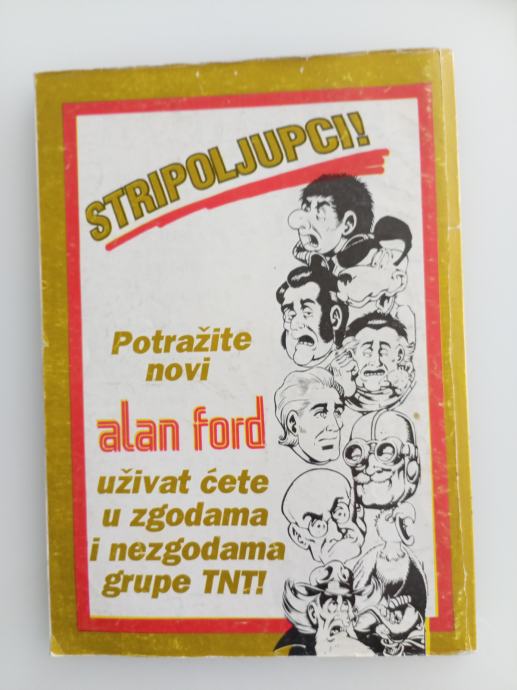 STRIPOLJUPCI!
Potražite
novi
alan ford
uživat ćete
u zgodama
i nezgodama
grupe TNT!